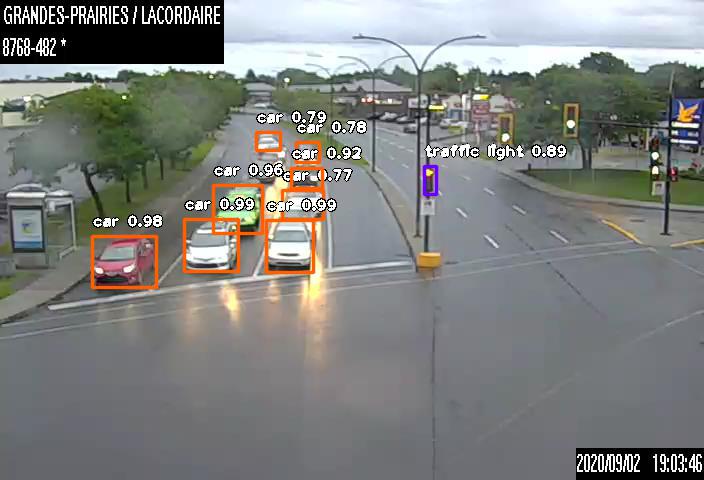 GRANDES-PRAIRIES / LACORDAIRE
8768-482 *
car 0.79
car 0.78
car 0.92
traffic light 0.89
car 0.96
car 0.77
car 0.99
car 0.99
car 0.98
2020/09/02 19:03:46